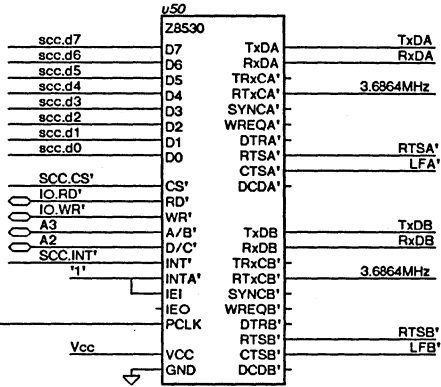 u50
Z8530
scc.d7 D7 TxDA TxDA
scc.d6 D6 RxDA RxDA
scc.d5 D5 TRxCA'
scc.d4 D4 RTxCA' 3.6864MHz
scc.d3 D3 SYNCA'
scc.d2 D2 WREQA'
scc.d1 D1 DTRA'
scc.d0 D0 RTSA' RTSA'
CTSA' LFA'
SCC.CS' CS' DCDA'
IO.RD' RD'
IO.WR' WR'
A3 A/B' TxDB TxDB
A2 D/C' RxDB RxDB
SCC.INT' INT' TRxCB'
'1' INTA' RTxCB' 3.6864MHz
IEI SYNCB'
IEO WREQB'
PCLK DTRB'
RTSB' RTSB'
Vcc VCC CTSB' LFB'
GND DCDB'